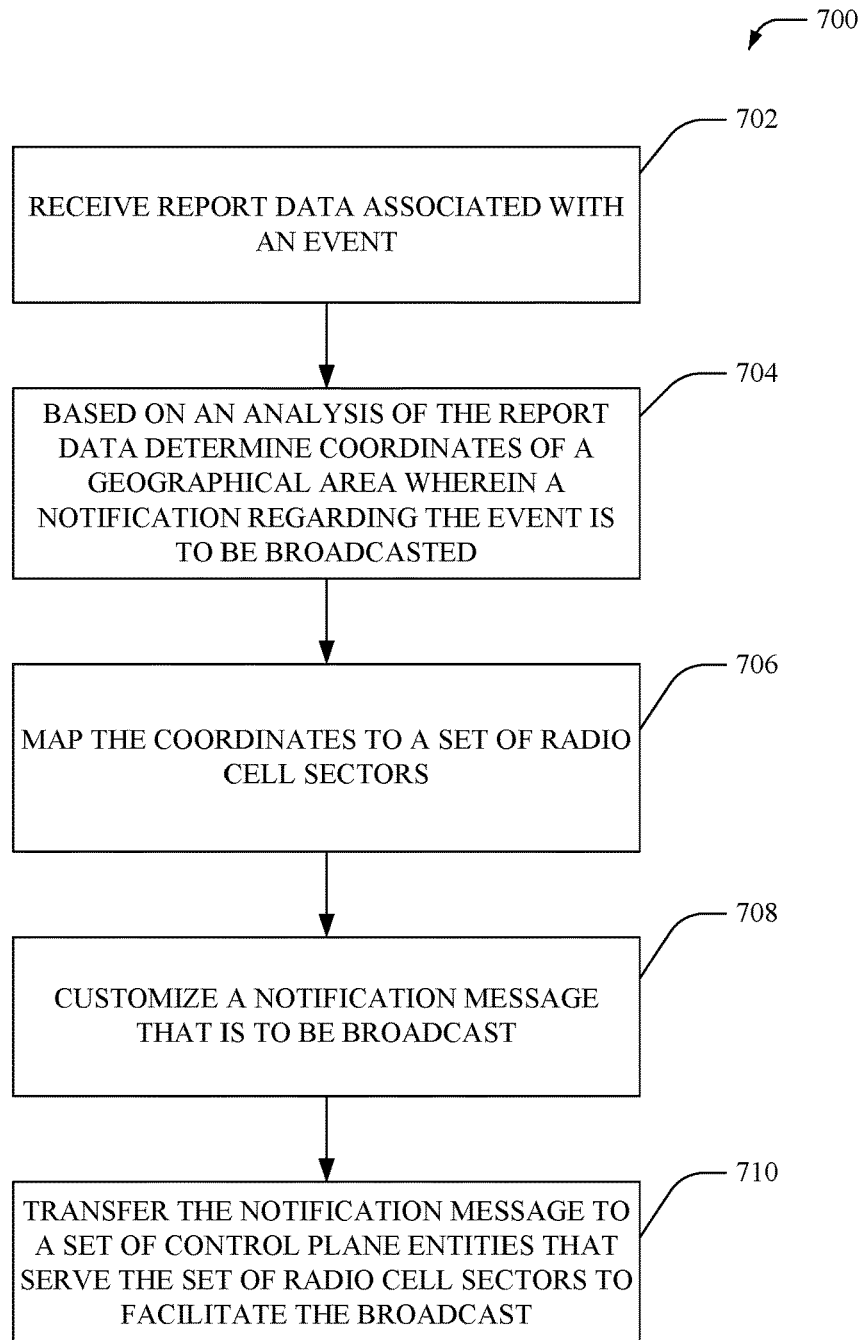 700
702
RECEIVE REPORT DATA ASSOCIATED WITH
AN EVENT
704
BASED ON AN ANALYSIS OF THE REPORT
DATA DETERMINE COORDINATES OF A
GEOGRAPHICAL AREA WHEREIN A
NOTIFICATION REGARDING THE EVENT IS
TO BE BROADCASTED
706
MAP THE COORDINATES TO A SET OF RADIO
CELL SECTORS
708
CUSTOMIZE A NOTIFICATION MESSAGE
THAT IS TO BE BROADCAST
710
TRANSFER THE NOTIFICATION MESSAGE TO
A SET OF CONTROL PLANE ENTITIES THAT
SERVE THE SET OF RADIO CELL SECTORS TO
FACILITATE THE BROADCAST